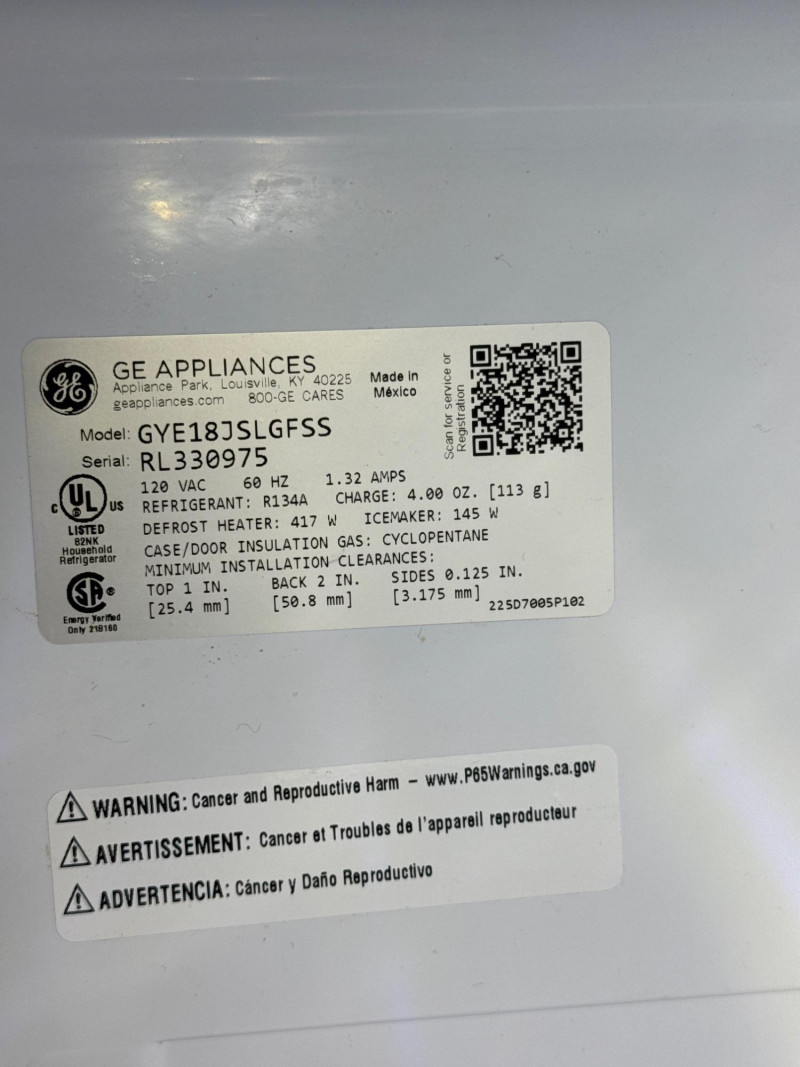 GE APPLIANCES
Appliance Park, Louisville, KY 40225
geappliances.com 800-GE CARES
Made in
México
Scan for service or
Registration
Model: GYE18JSLGFSS
Serial: RL330975
120 VAC 60 HZ 1.32 AMPS
REFRIGERANT: R134A CHARGE: 4.00 OZ. [113 g]
DEFROST HEATER: 417 W ICEMAKER: 145 W
CASE/DOOR INSULATION GAS: CYCLOPENTANE
MINIMUM INSTALLATION CLEARANCES:
TOP 1 IN. BACK 2 IN. SIDES 0.125 IN.
[25.4 mm] [50.8 mm] [3.175 mm]
225D7005P102
C UL US
LISTED
82NK
Household
Refrigerator
SA ®
Energy Verified
Only 218160
⚠ WARNING: Cancer and Reproductive Harm – www.P65Warnings.ca.gov
⚠ AVERTISSEMENT: Cancer et Troubles de l'appareil reproducteur
⚠ ADVERTENCIA: Cáncer y Daño Reproductivo